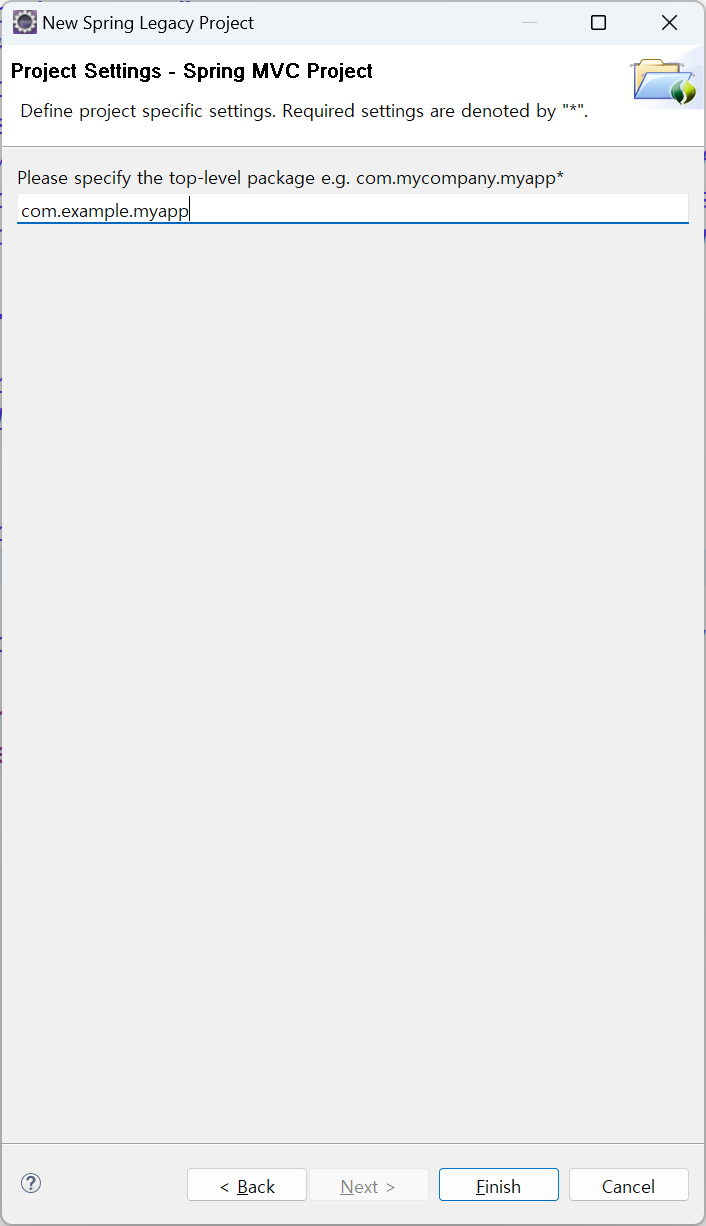 New Spring Legacy Project
Project Settings - Spring MVC Project
Define project specific settings. Required settings are denoted by "*".
Please specify the top-level package e.g. com.mycompany.myapp*
com.example.myapp
?
< Back
Next >
Finish
Cancel